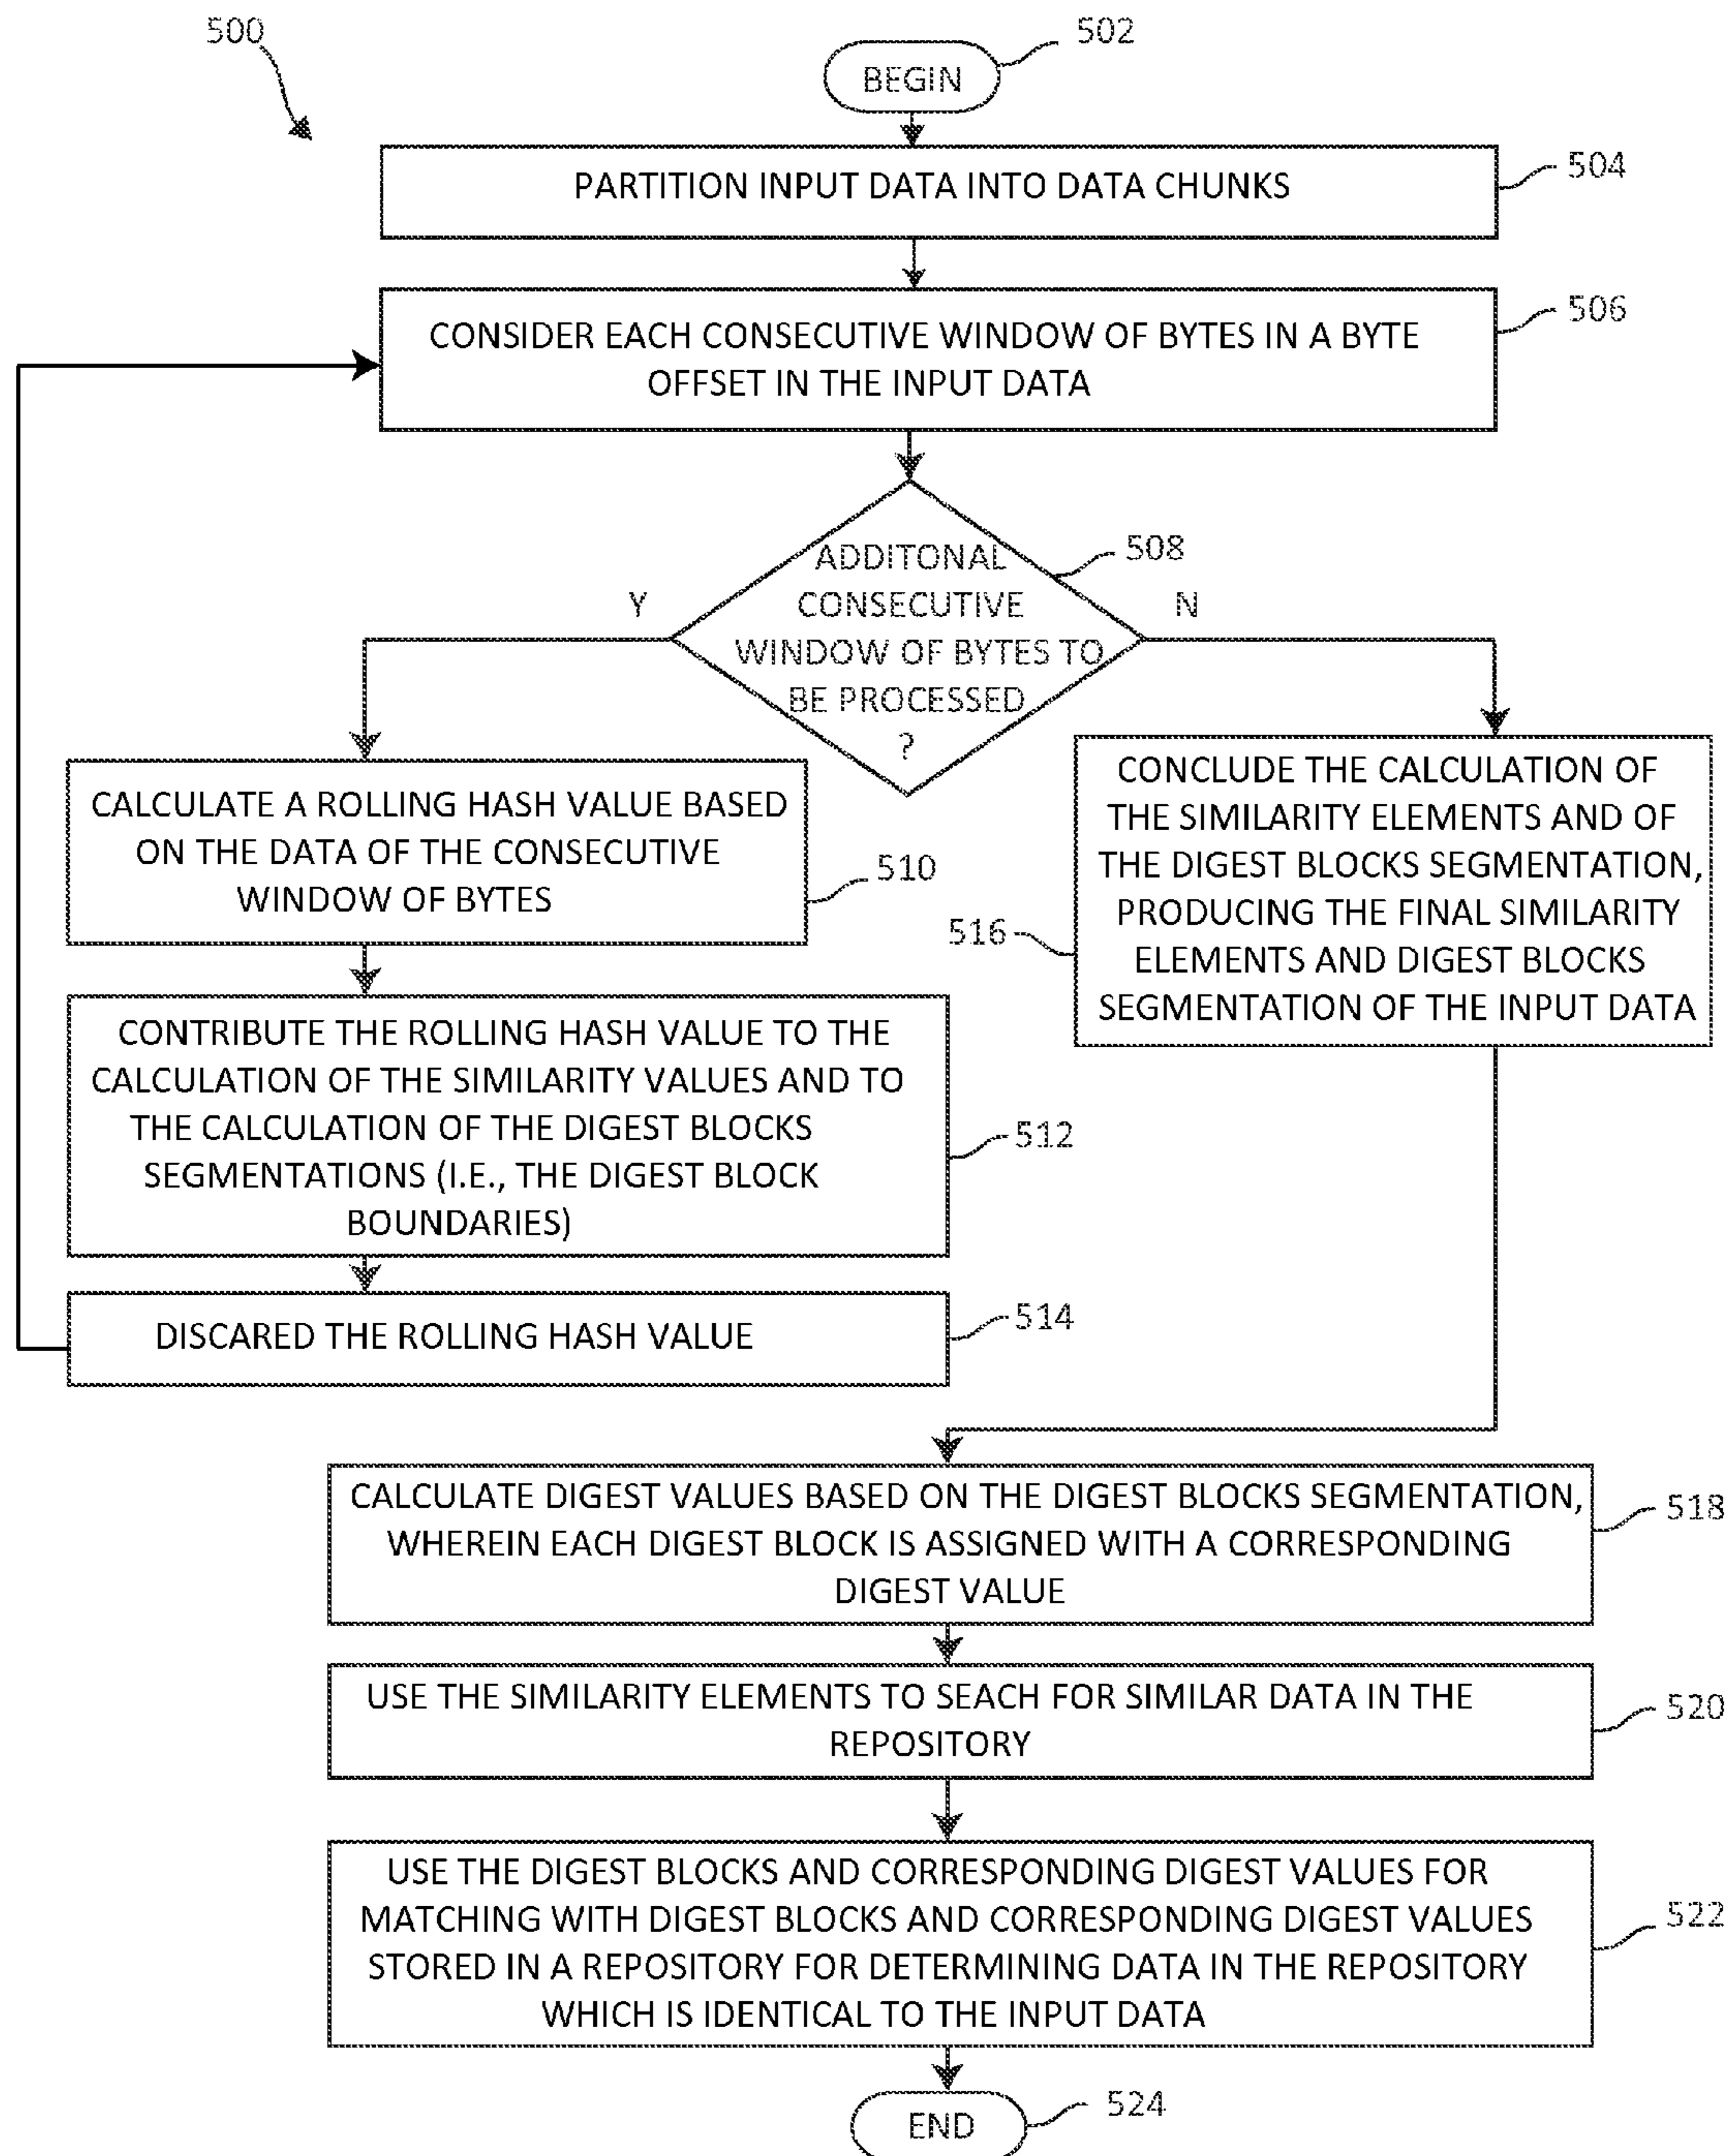 500
502
BEGIN
PARTITION INPUT DATA INTO DATA CHUNKS
504
CONSIDER EACH CONSECUTIVE WINDOW OF BYTES IN A BYTE
OFFSET IN THE INPUT DATA
506
ADDITONAL
CONSECUTIVE
WINDOW OF BYTES TO
BE PROCESSED
?
508
Y
N
CALCULATE A ROLLING HASH VALUE BASED
ON THE DATA OF THE CONSECUTIVE
WINDOW OF BYTES
510
CONTRIBUTE THE ROLLING HASH VALUE TO THE
CALCULATION OF THE SIMILARITY VALUES AND TO
THE CALCULATION OF THE DIGEST BLOCKS
SEGMENTATIONS (I.E., THE DIGEST BLOCK
BOUNDARIES)
512
DISCARED THE ROLLING HASH VALUE
514
CONCLUDE THE CALCULATION OF
THE SIMILARITY ELEMENTS AND OF
THE DIGEST BLOCKS SEGMENTATION,
PRODUCING THE FINAL SIMILARITY
ELEMENTS AND DIGEST BLOCKS
SEGMENTATION OF THE INPUT DATA
516
CALCULATE DIGEST VALUES BASED ON THE DIGEST BLOCKS SEGMENTATION,
WHEREIN EACH DIGEST BLOCK IS ASSIGNED WITH A CORRESPONDING
DIGEST VALUE
518
USE THE SIMILARITY ELEMENTS TO SEACH FOR SIMILAR DATA IN THE
REPOSITORY
520
USE THE DIGEST BLOCKS AND CORRESPONDING DIGEST VALUES FOR
MATCHING WITH DIGEST BLOCKS AND CORRESPONDING DIGEST VALUES
STORED IN A REPOSITORY FOR DETERMINING DATA IN THE REPOSITORY
WHICH IS IDENTICAL TO THE INPUT DATA
522
END
524